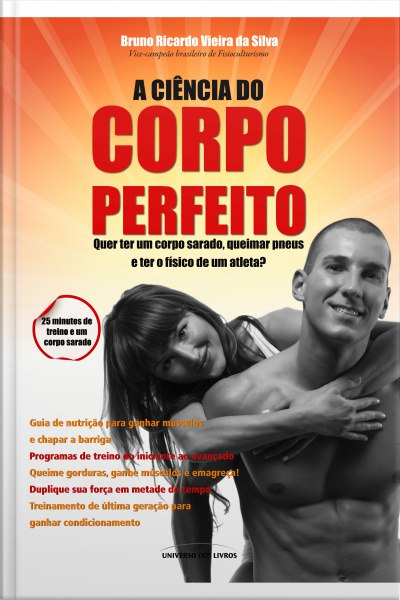 Bruno Ricardo Vieira da Silva
Vice-campeão brasileiro de Fisioculturismo
A CIÊNCIA DO
CORPO
PERFEITO
Quer ter um corpo sarado, queimar pneus
e ter o físico de um atleta?
25 minutos de
treino e um
corpo sarado
Guia de nutrição para ganhar músculos
e chapar a barriga
Programas de treino do iniciante ao avançado
Queime gorduras, ganhe músculos e emagreça!
Duplique sua força em metade do tempo
Treinamento de última geração para
ganhar condicionamento
UNIVERSO DOS LIVROS